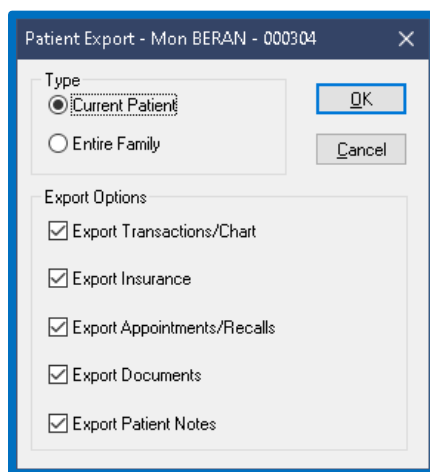 Patient Export - Mon BERAN - 000304
Type
Current Patient
OK
Entire Family
Cancel
Export Options
Export Transactions/Chart
Export Insurance
Export Appointments/Recalls
Export Documents
Export Patient Notes